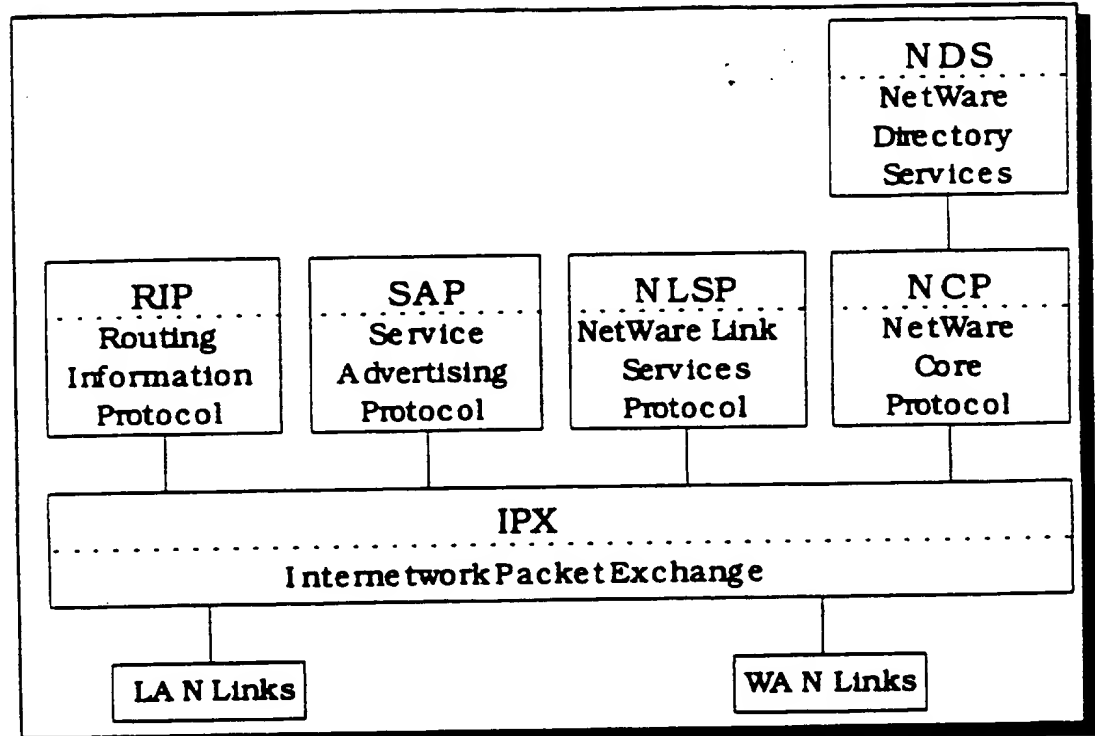 NDS
NetWare
Directory
Services
RIP
Routing
Information
Protocol
SAP
Service
Advertising
Protocol
NLSP
NetWare Link
Services
Protocol
NCP
NetWare
Core
Protocol
IPX
Internetwork Packet Exchange
LAN Links
WAN Links